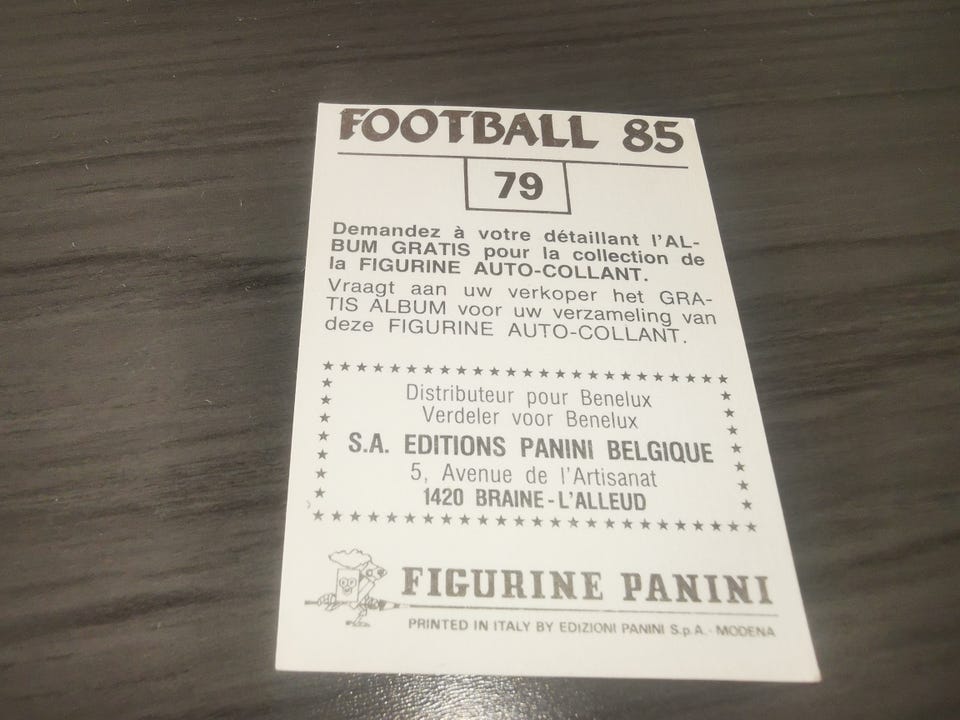 FOOTBALL 85
79
Demandez à votre détaillant l'AL-
BUM GRATIS pour la collection de
la FIGURINE AUTO-COLLANT.
Vraagt aan uw verkoper het GRA-
TIS ALBUM voor uw verzameling van
deze FIGURINE AUTO-COLLANT.
Distributeur pour Benelux
Verdeler voor Benelux
S.A. EDITIONS PANINI BELGIQUE
5, Avenue de l'Artisanat
1420 BRAINE-L'ALLEUD
FIGURINE PANINI
PRINTED IN ITALY BY EDIZIONI PANINI S.p.A. - MODENA